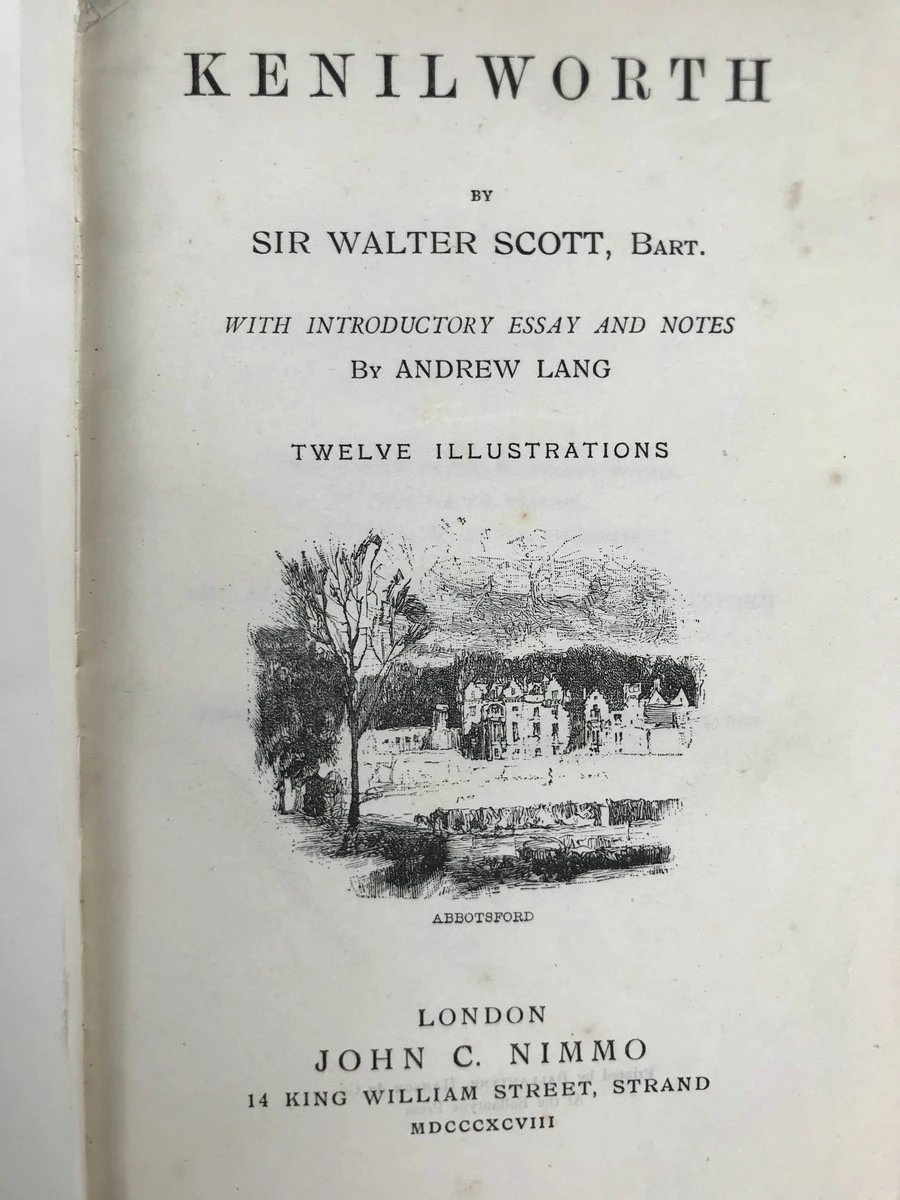 KENILWORTH
BY
SIR WALTER SCOTT, BART.
WITH INTRODUCTORY ESSAY AND NOTES
BY ANDREW LANG
TWELVE ILLUSTRATIONS
ABBOTSFORD
LONDON
JOHN C. NIMMO
14 KING WILLIAM STREET, STRAND
MDCCCXCVIII